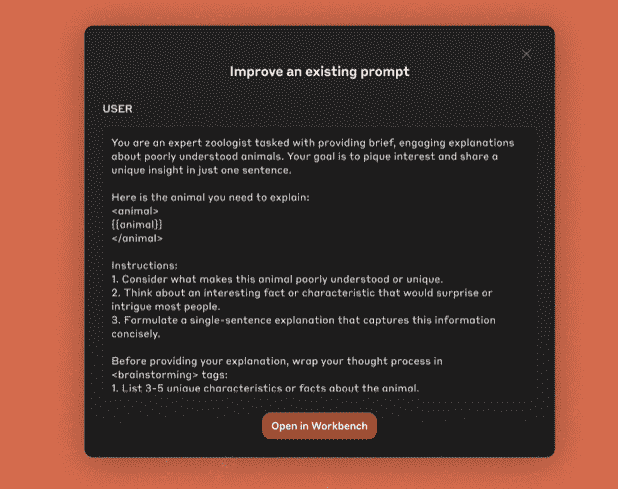 Improve an existing prompt
USER
You are an expert zoologist tasked with providing brief, engaging explanations
about poorly understood animals. Your goal is to pique interest and share a
unique insight in just one sentence.
Here is the animal you need to explain:
<animal>
{{animal}}
</animal>
Instructions:
1. Consider what makes this animal poorly understood or unique.
2. Think about an interesting fact or characteristic that would surprise or
intrigue most people.
3. Formulate a single-sentence explanation that captures this information
concisely.
Before providing your explanation, wrap your thought process in
<brainstorming> tags:
1. List 3-5 unique characteristics or facts about the animal.
Open in Workbench